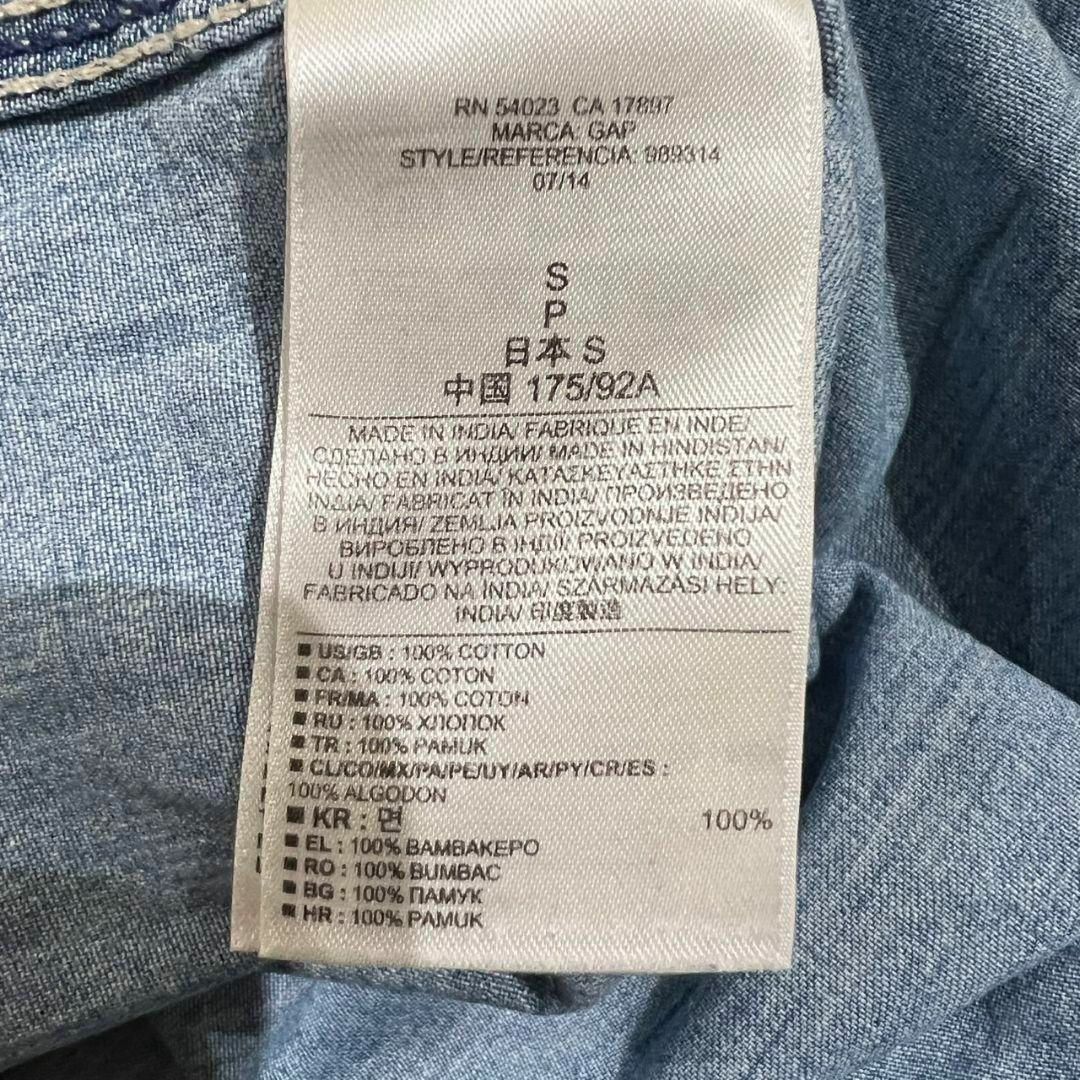 RN 54023 CA 17897
MARCA: GAP
STYLE/REFERENCIA: 989314
07/14
S
P
日本 S
中国 175/92A
MADE IN INDIA/ FABRIQUE EN INDE/
СДЕЛАНО В ИНДИИ/ MADE IN HINDISTAN/
HECHO EN INDIA/ ΚΑΤΑΣΚΕΥΑΣΤΗΚΕ ΣΤΗΝ
ΙΝΔΙΑ/ FABRICAT IN INDIA/ ПРОИЗВЕДЕНО
В ИНДИЯ/ ZEMLJA PROIZVODNJE INDIJA/
ВИРОБЛЕНО В ІНДІЇ/ PROIZVEDENO
U INDIJI/ WYPRODUKOWANO W INDIA/
FABRICADO NA INDIA/ SZÁRMAZÁSI HELY:
INDIA/ 印度製造
■ US/GB : 100% COTTON
■ CA : 100% COTON
■ FR/MA : 100% COTON
■ RU : 100% ХЛОПОК
■ TR : 100% PAMUK
■ CL/CO/MX/PA/PE/UY/AR/PY/CR/ES :
100% ALGODON
■ KR : 면 100%
■ EL : 100% ΒΑΜΒΑΚΕΡΟ
■ RO : 100% BUMBAC
■ BG : 100% ПАМУК
■ HR : 100% PAMUK